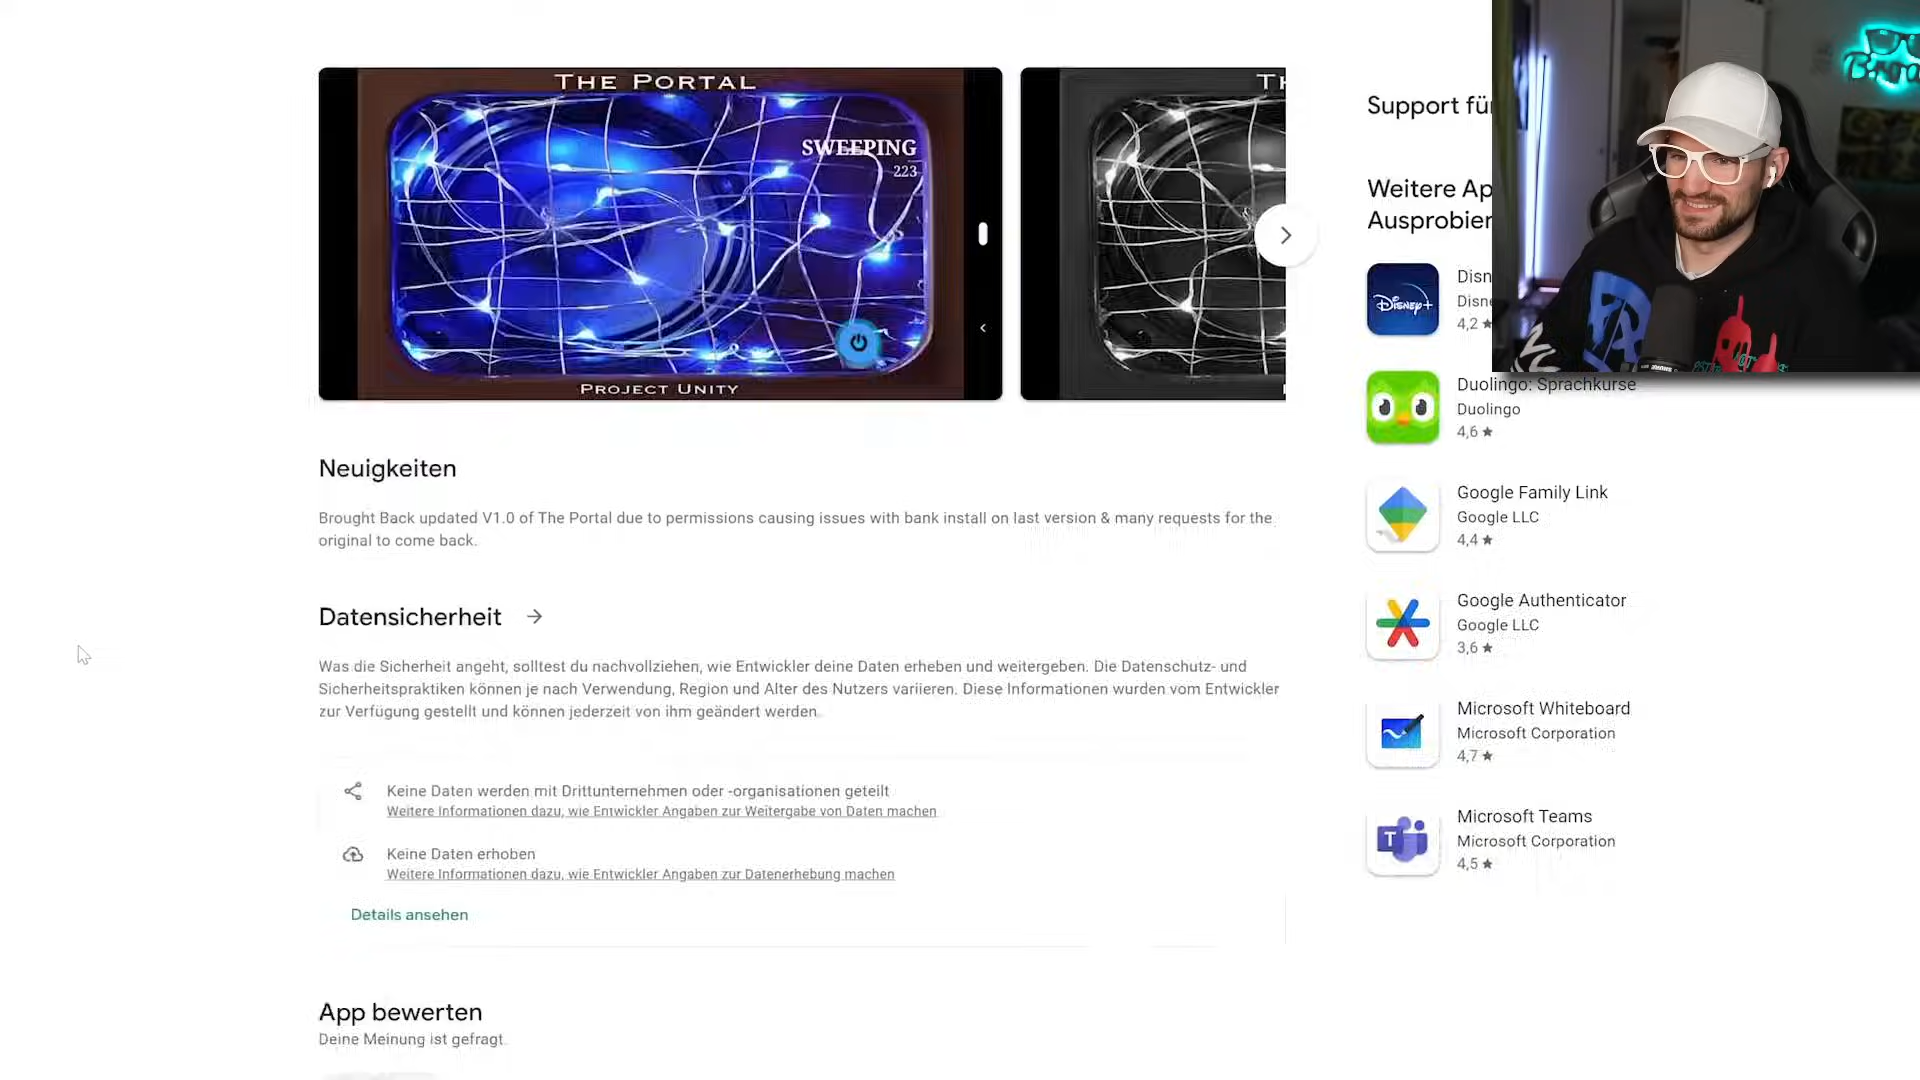 THE PORTAL
SWEEPING
223
PROJECT UNITY
TH
Neuigkeiten
Brought Back updated V1.0 of The Portal due to permissions causing issues with bank install on last version & many requests for the
original to come back.
Datensicherheit
Was die Sicherheit angeht, solltest du nachvollziehen, wie Entwickler deine Daten erheben und weitergeben. Die Datenschutz- und
Sicherheitspraktiken können je nach Verwendung, Region und Alter des Nutzers variieren. Diese Informationen wurden vom Entwickler
zur Verfügung gestellt und können jederzeit von ihm geändert werden.
Keine Daten werden mit Drittunternehmen oder -organisationen geteilt
Weitere Informationen dazu, wie Entwickler Angaben zur Weitergabe von Daten machen
Keine Daten erhoben
Weitere Informationen dazu, wie Entwickler Angaben zur Datenerhebung machen
Details ansehen
App bewerten
Deine Meinung ist gefragt.
Support für
Weitere Ap
Ausprobier
Disney+
Disn
Disne
4,2 ★
Duolingo: Sprachkurse
Duolingo
4,6 ★
Google Family Link
Google LLC
4,4 ★
Google Authenticator
Google LLC
3,6 ★
Microsoft Whiteboard
Microsoft Corporation
4,7 ★
T
Microsoft Teams
Microsoft Corporation
4,5 ★